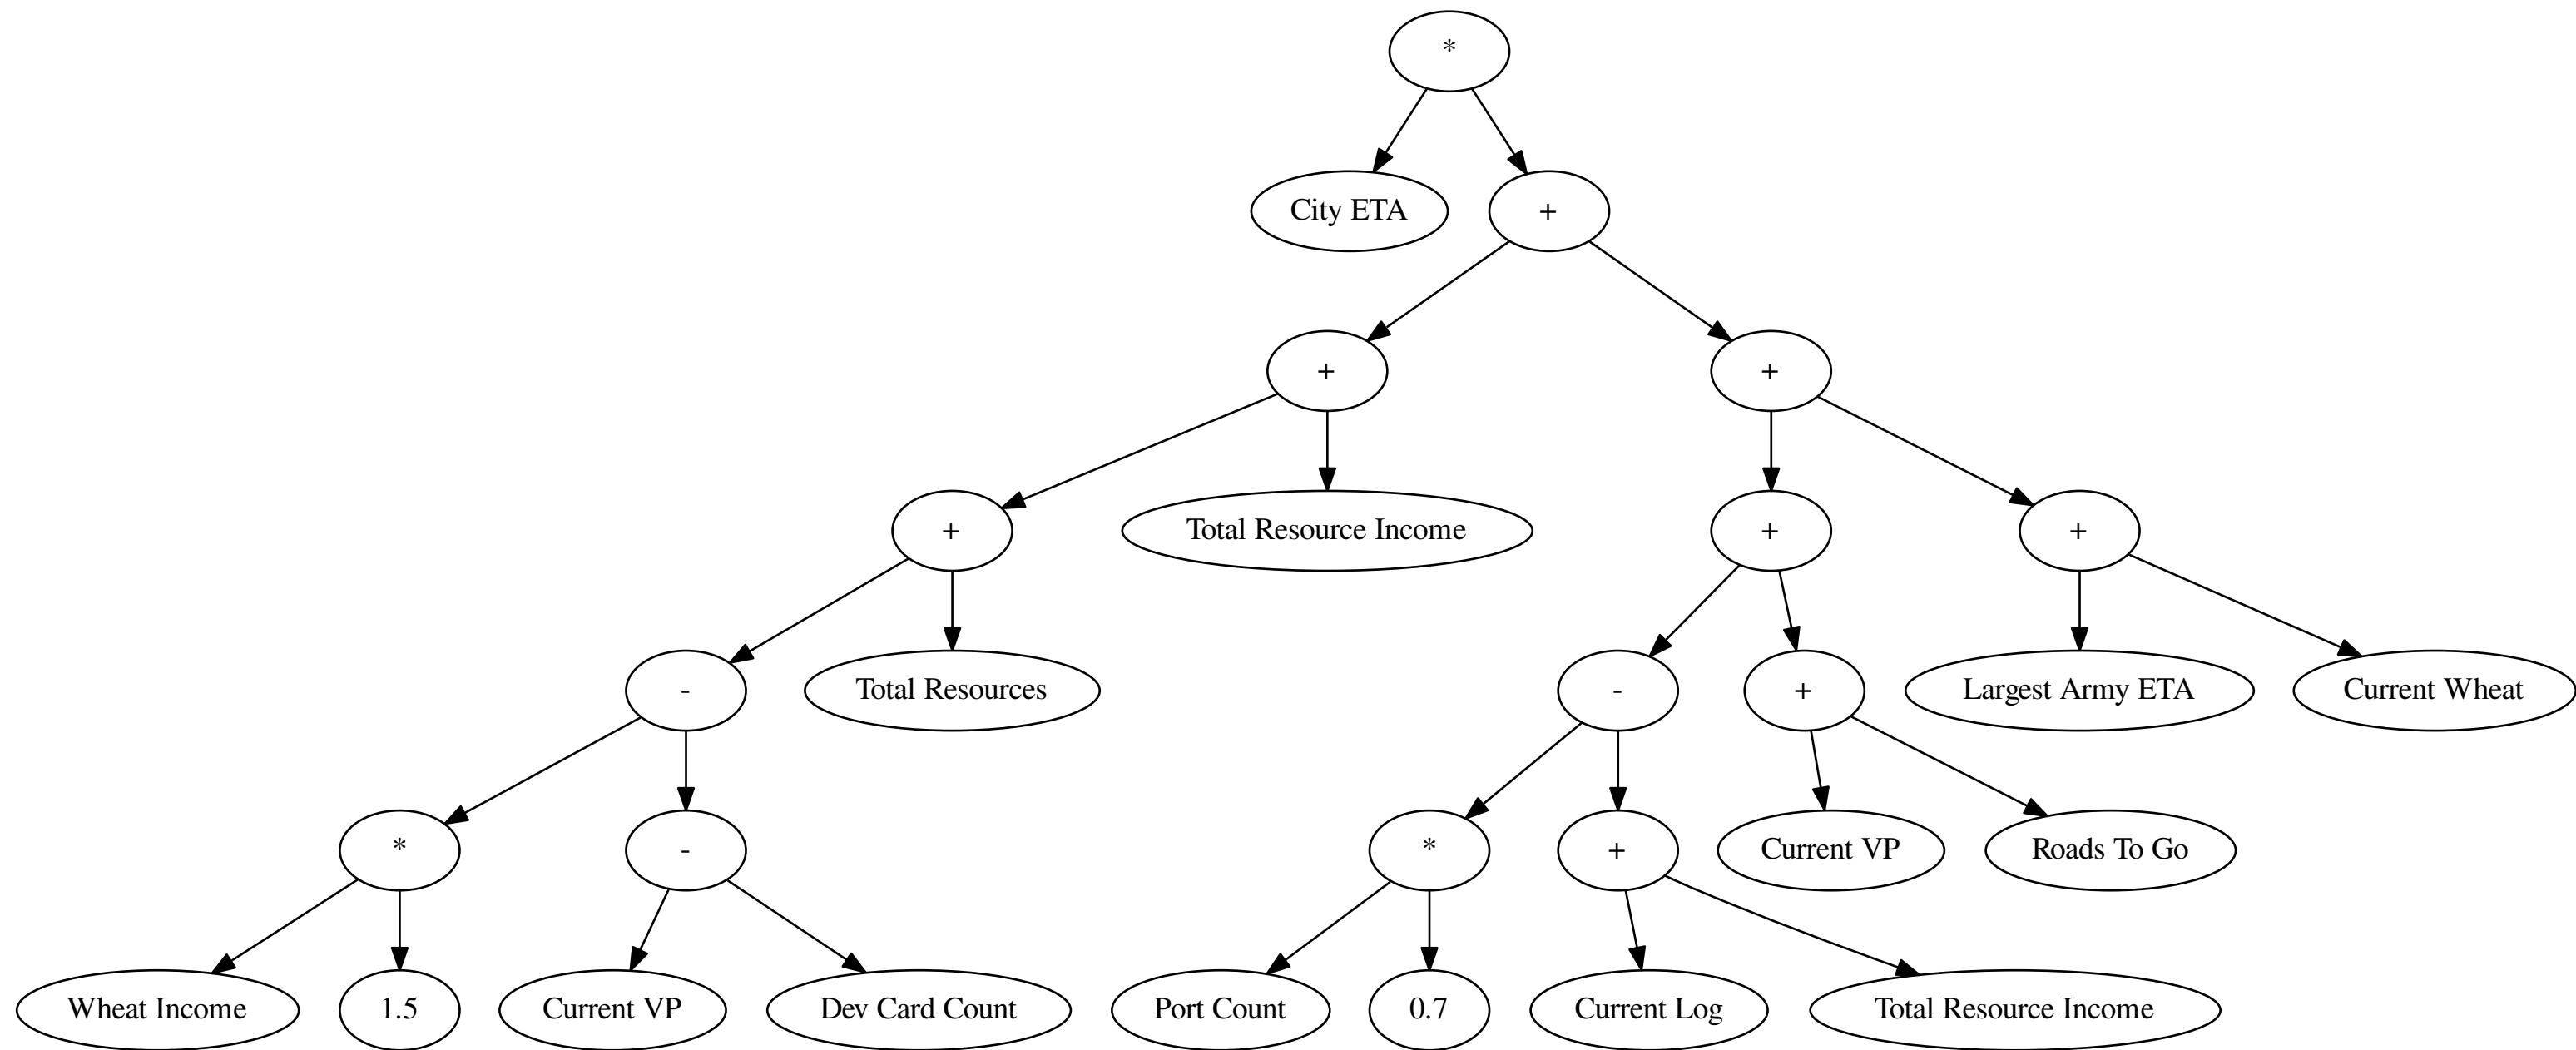 *
City ETA
+
+
+
+
Total Resource Income
+
+
-
Total Resources
-
+
Largest Army ETA
Current Wheat
*
-
*
+
Current VP
Roads To Go
Wheat Income
1.5
Current VP
Dev Card Count
Port Count
0.7
Current Log
Total Resource Income